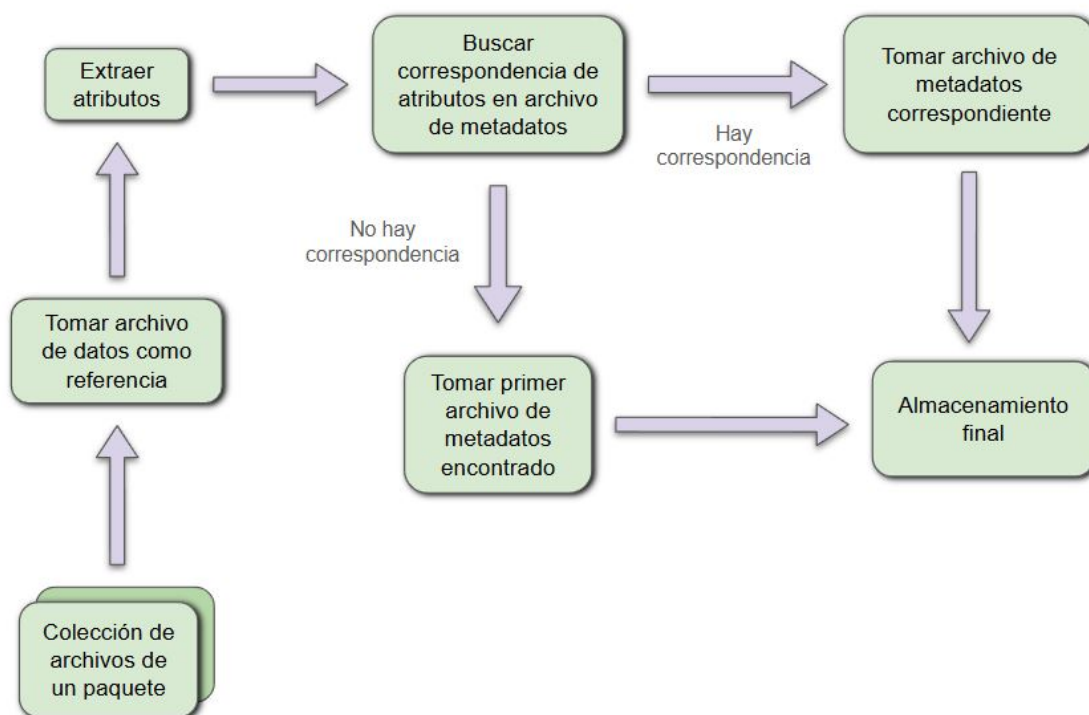 Extraer
atributos
Buscar
correspondencia de
atributos en archivo
de metadatos
Tomar archivo de
metadatos
correspondiente
Hay
correspondencia
No hay
correspondencia
Tomar archivo
de datos como
referencia
Tomar primer
archivo de
metadatos
encontrado
Almacenamiento
final
Colección de
archivos de
un paquete